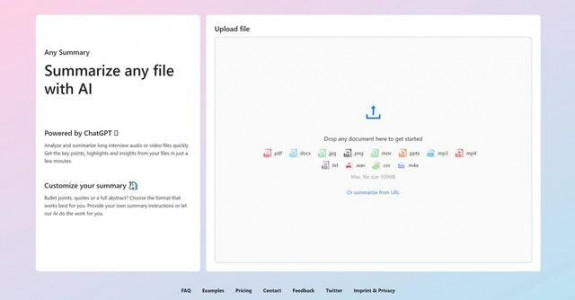 Any Summary
Summarize any file
with AI
Powered by ChatGPT
Analyze and summarize long interview audio or video files quickly
Get the key points, highlights and insights from your files in just a
few minutes.
Customize your summary
Bullet points, quotes or a full abstract? Choose the format that
works best for you. Provide your own summary instructions or let
our AI do the work for you.
Upload file
Drop any document here to get started
.pdf .docx .jpg .png .mov .pptx .mp3 .mp4
.txt .wav .csv .m4a
Max. file size 100MB
Or summarize from URL
FAQ Examples Pricing Contact Feedback Twitter Imprint & Privacy